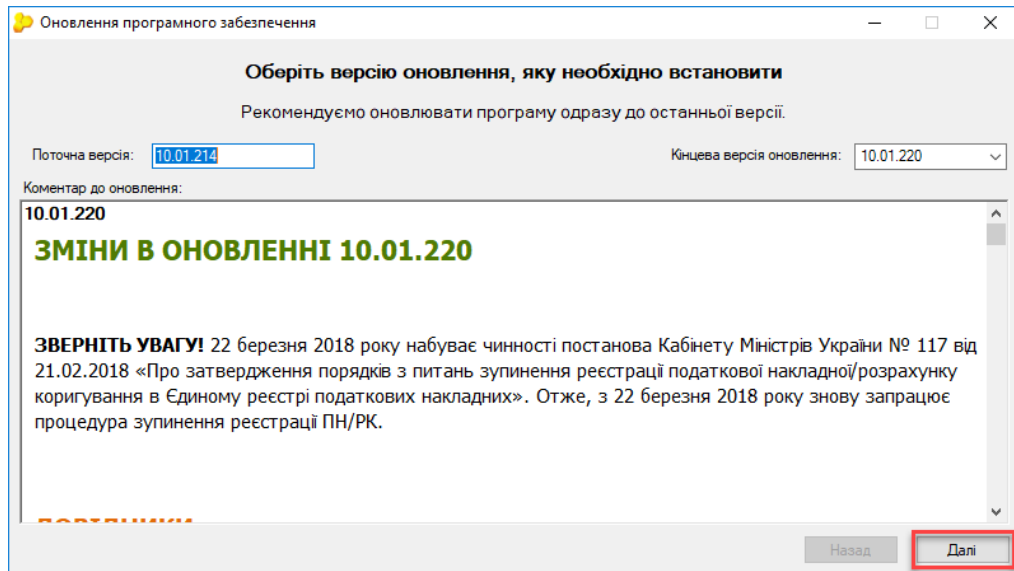 Оновлення програмного забезпечення
Оберіть версію оновлення, яку необхідно встановити
Рекомендуємо оновлювати програму одразу до останньої версії.
Поточна версія: 10.01.214 Кінцева версія оновлення: 10.01.220
Коментар до оновлення:
10.01.220
ЗМІНИ В ОНОВЛЕННІ 10.01.220
ЗВЕРНІТЬ УВАГУ! 22 березня 2018 року набуває чинності постанова Кабінету Міністрів України № 117 від
21.02.2018 «Про затвердження порядків з питань зупинення реєстрації податкової накладної/розрахунку
коригування в Єдиному реєстрі податкових накладних». Отже, з 22 березня 2018 року знову запрацює
процедура зупинення реєстрації ПН/РК.
ДОВІДНИКИ
Назад Далі